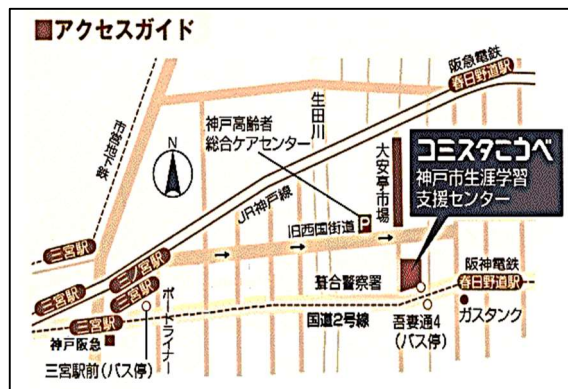 ■アクセスガイド
阪急電鉄
春日野道駅
生田川
神戸高齢者
総合ケアセンター
大安亭市場
コミスタこうべ
神戸市生涯学習
支援センター
市営地下鉄
N
JR神戸線
P
旧西国街道
三宮駅
三ノ宮駅
三宮駅
三宮駅
三宮駅
葺合警察署
阪神電鉄
春日野道駅
ポートライナー
国道2号線
吾妻通4
(バス停)
ガスタンク
神戸阪急
三宮駅前(バス停)